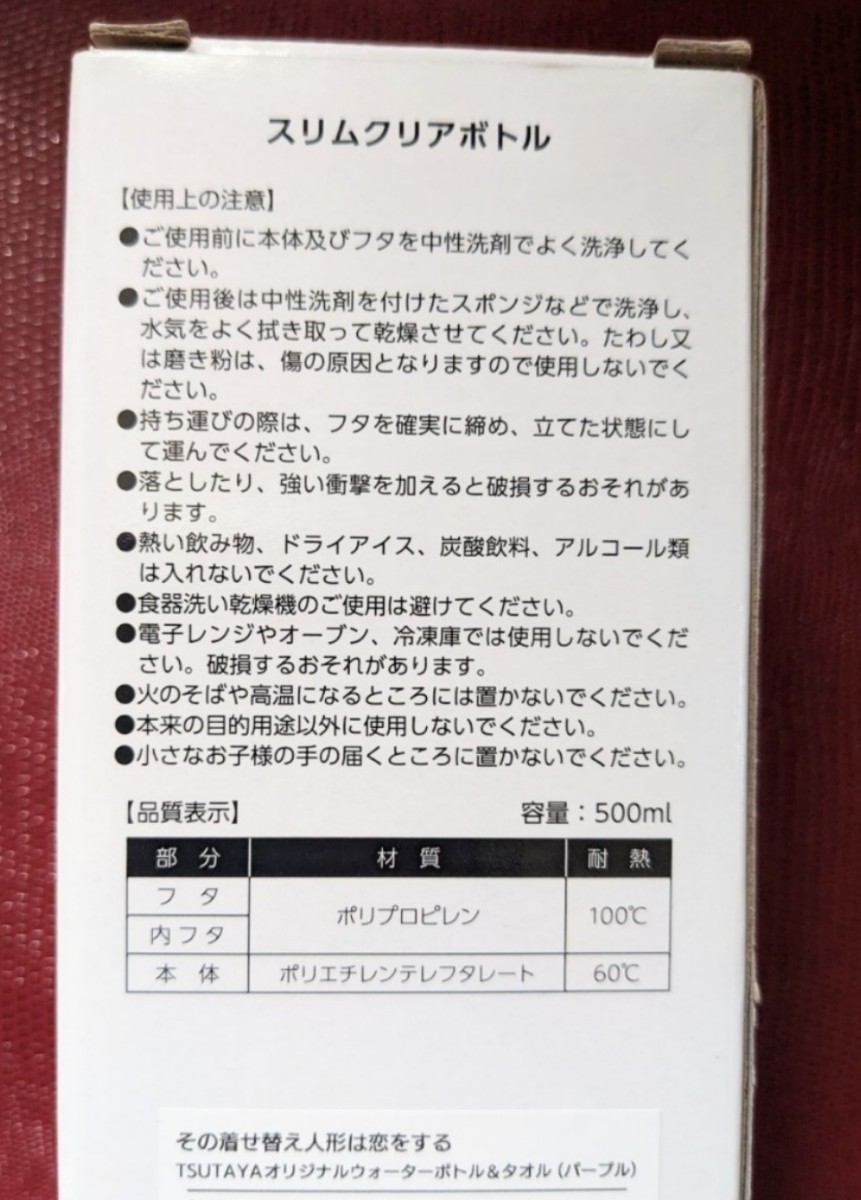 スリムクリアボトル
【使用上の注意】
●ご使用前に本体及びフタを中性洗剤でよく洗浄してく
ださい。
●ご使用後は中性洗剤を付けたスポンジなどで洗浄し、
水気をよく拭き取って乾燥させてください。たわし又
は磨き粉は、傷の原因となりますので使用しないでく
ださい。
●持ち運びの際は、フタを確実に締め、立てた状態にし
て運んでください。
●落としたり、強い衝撃を加えると破損するおそれがあ
ります。
●熱い飲み物、ドライアイス、炭酸飲料、アルコール類
は入れないでください。
●食器洗い乾燥機のご使用は避けてください。
●電子レンジやオーブン、冷凍庫では使用しないでくだ
さい。破損するおそれがあります。
●火のそばや高温になるところには置かないでください。
●本来の目的用途以外に使用しないでください。
●小さなお子様の手の届くところに置かないでください。
【品質表示】 容量：500ml
部分 材質 耐熱
フタ ポリプロピレン 100℃
内フタ
本体 ポリエチレンテレフタレート 60℃
その着せ替え人形は恋をする
TSUTAYAオリジナルウォーターボトル＆タオル（パープル）